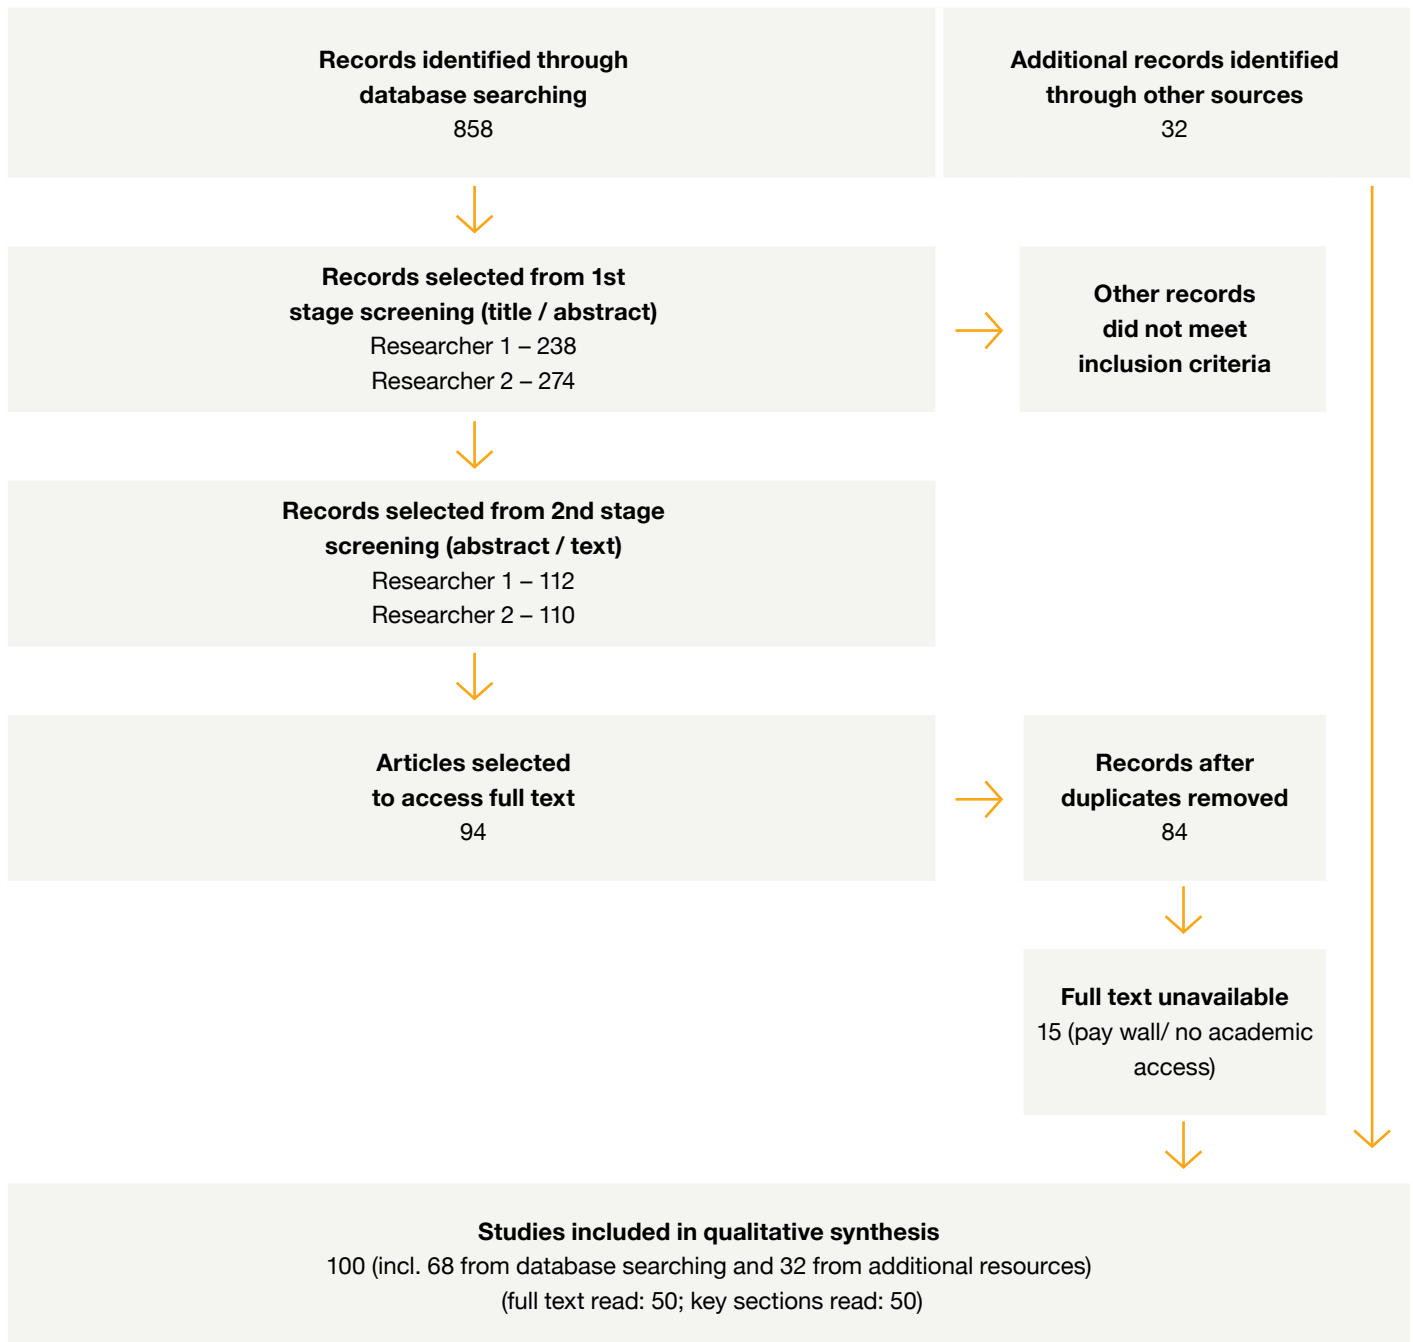 Records identified through
database searching
858
Additional records identified
through other sources
32
Records selected from 1st
stage screening (title / abstract)
Researcher 1 – 238
Researcher 2 – 274
Other records
did not meet
inclusion criteria
Records selected from 2nd stage
screening (abstract / text)
Researcher 1 – 112
Researcher 2 – 110
Articles selected
to access full text
94
Records after
duplicates removed
84
Full text unavailable
15 (pay wall/ no academic
access)
Studies included in qualitative synthesis
100 (incl. 68 from database searching and 32 from additional resources)
(full text read: 50; key sections read: 50)